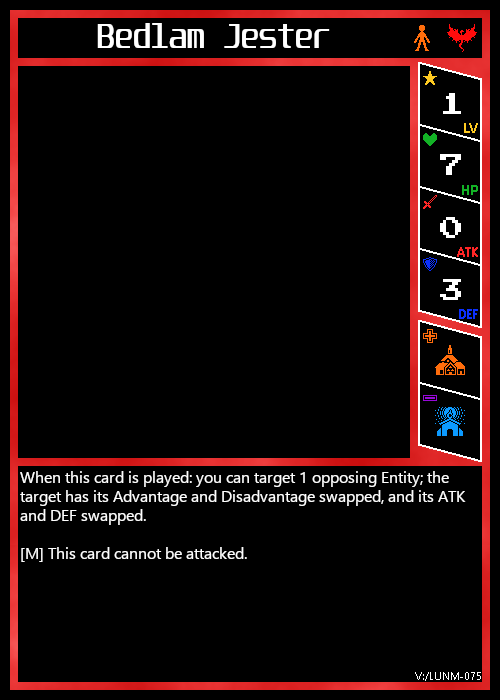 Bedlam Jester
1
LV
7
HP
0
ATK
3
DEF
When this card is played: you can target 1 opposing Entity; the
target has its Advantage and Disadvantage swapped, and its ATK
and DEF swapped.
[M] This card cannot be attacked.
V:/LUNM-075